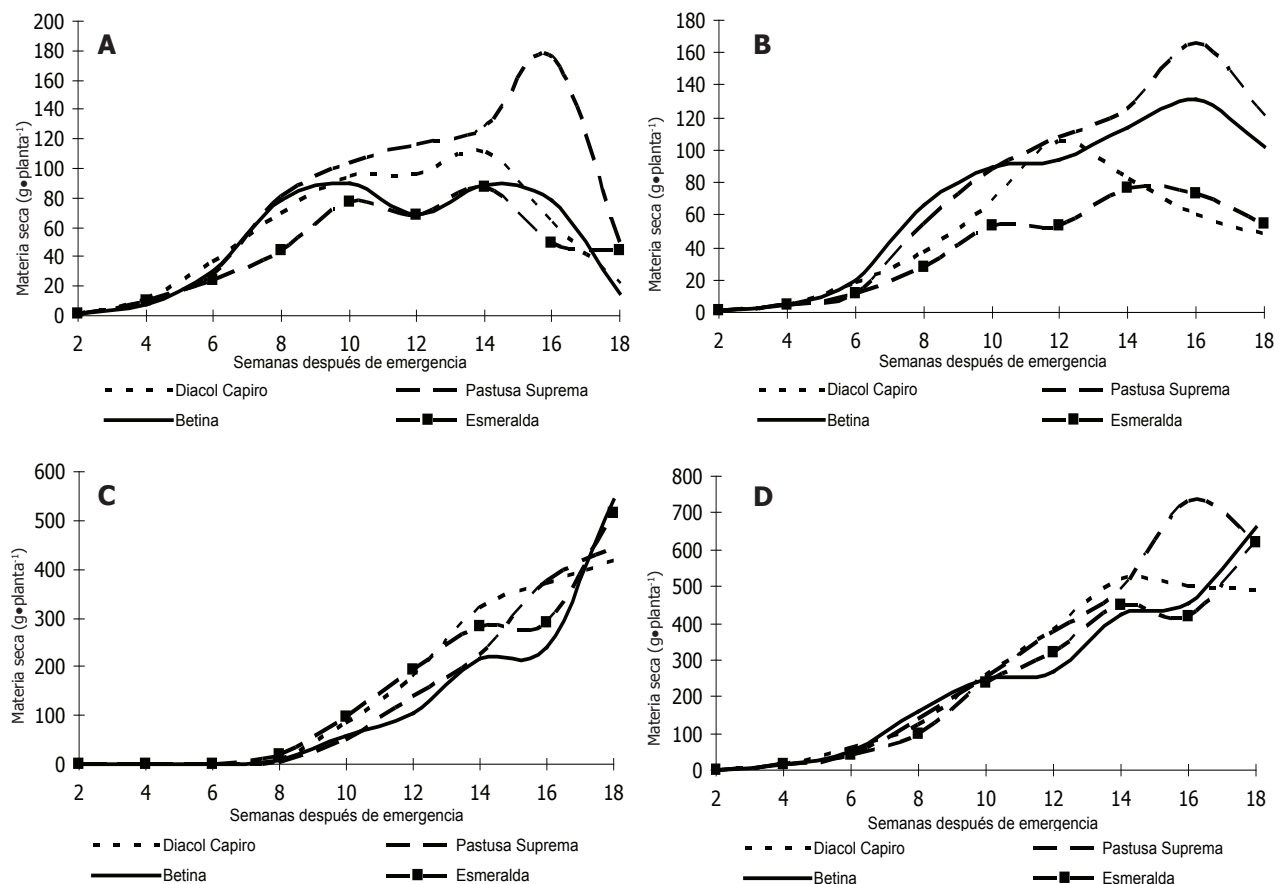 A
Materia seca (g●planta⁻¹)
200
180
160
140
120
100
80
60
40
20
0
2 4 6 8 10 12 14 16 18
Semanas después de emergencia
Diacol Capiro Pastusa Suprema
Betina Esmeralda
B
Materia seca (g●planta⁻¹)
180
160
140
120
100
80
60
40
20
0
2 4 6 8 10 12 14 16 18
Semanas después de emergencia
Diacol Capiro Pastusa Suprema
Betina Esmeralda
C
Materia seca (g●planta⁻¹)
600
500
400
300
200
100
0
2 4 6 8 10 12 14 16 18
Semanas después de emergencia
Diacol Capiro Pastusa Suprema
Betina Esmeralda
D
Materia seca (g●planta⁻¹)
800
700
600
500
400
300
200
100
0
2 4 6 8 10 12 14 16 18
Semanas después de emergencia
Diacol Capiro Pastusa Suprema
Betina Esmeralda